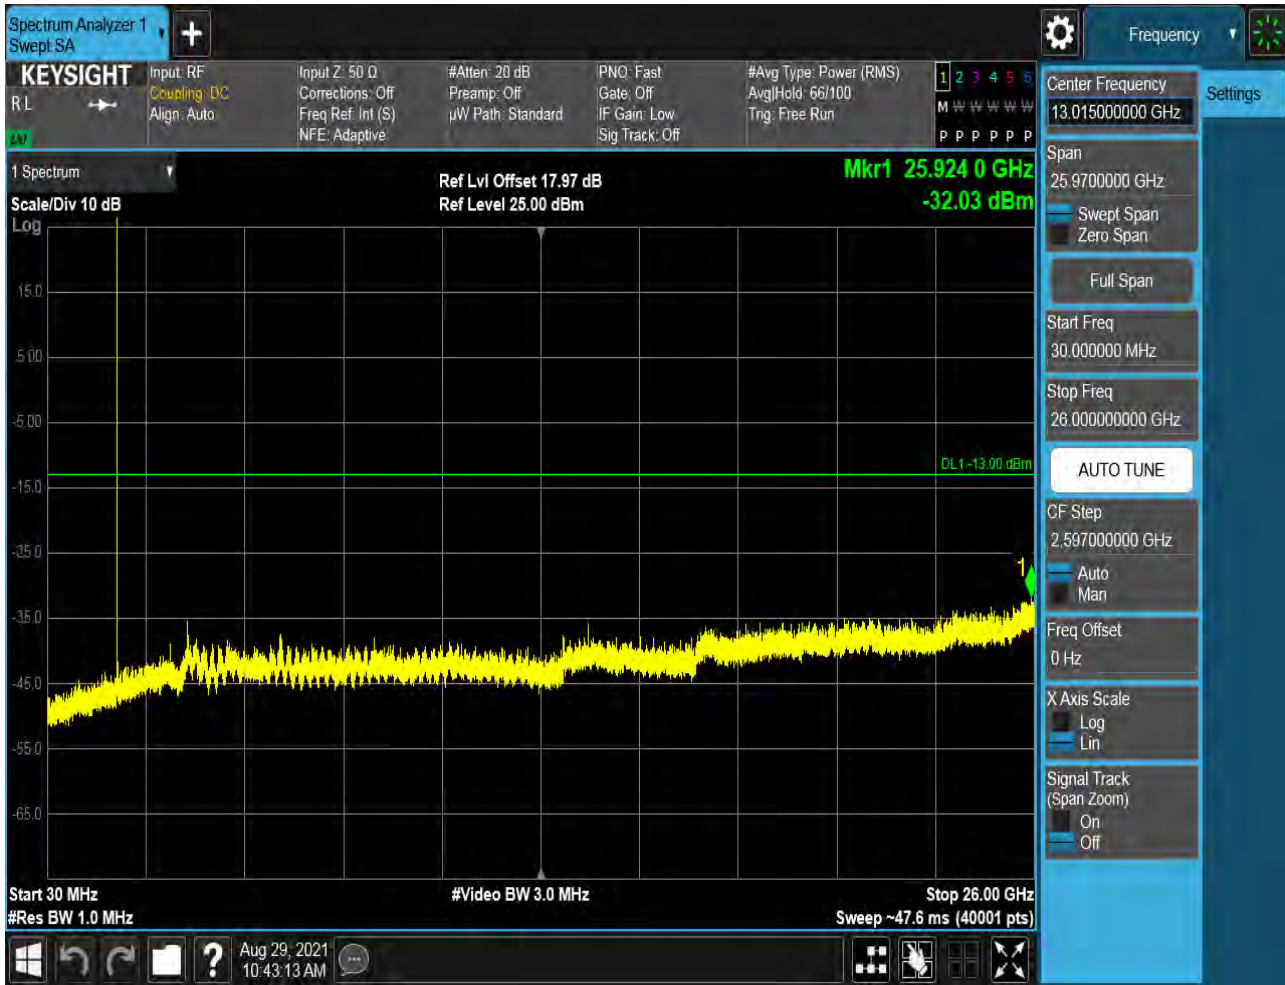 Spectrum Analyzer 1
Swept SA
Frequency
KEYSIGHT
R L
LNI
Input: RF
Coupling: DC
Align: Auto
Input Z: 50 Ω
Corrections: Off
Freq Ref: Int (S)
NFE: Adaptive
#Atten: 20 dB
Preamp: Off
µW Path: Standard
PNO: Fast
Gate: Off
IF Gain: Low
Sig Track: Off
#Avg Type: Power (RMS)
Avg|Hold: 66/100
Trig: Free Run
1 2 3 4 5 6
M W W W W W
P P P P P P
1 Spectrum
Scale/Div 10 dB
Log
Ref Lvl Offset 17.97 dB
Ref Level 25.00 dBm
Mkr1 25.924 0 GHz
-32.03 dBm
15.0
5.00
-5.00
-15.0
-25.0
-35.0
-45.0
-55.0
-65.0
DL1 -13.00 dBm
1
Start 30 MHz
#Res BW 1.0 MHz
#Video BW 3.0 MHz
Stop 26.00 GHz
Sweep ~47.6 ms (40001 pts)
Center Frequency
13.015000000 GHz
Settings
Span
25.9700000 GHz
Swept Span
Zero Span
Full Span
Start Freq
30.000000 MHz
Stop Freq
26.000000000 GHz
AUTO TUNE
CF Step
2.597000000 GHz
Auto
Man
Freq Offset
0 Hz
X Axis Scale
Log
Lin
Signal Track
(Span Zoom)
On
Off
?
Aug 29, 2021
10:43:13 AM